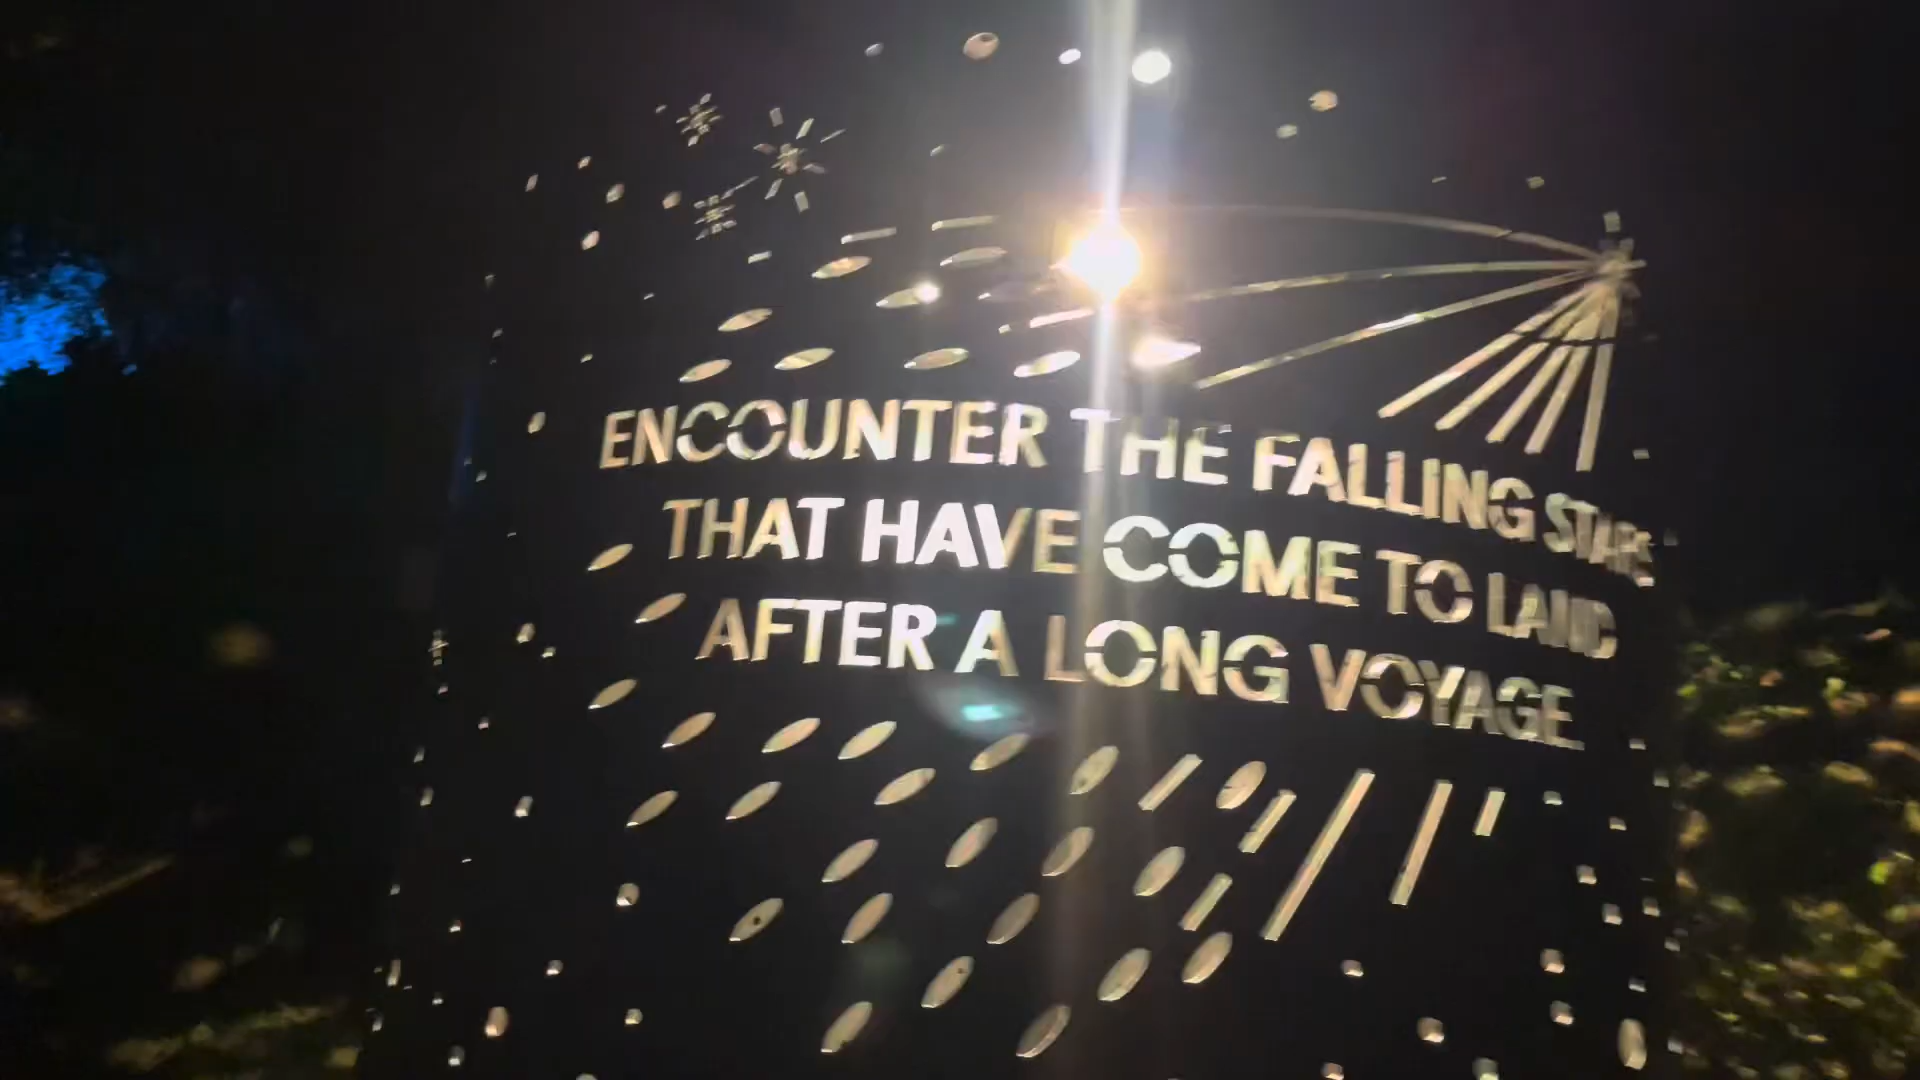 ENCOUNTER THE FALLING STARS
THAT HAVE COME TO LAND
AFTER A LONG VOYAGE